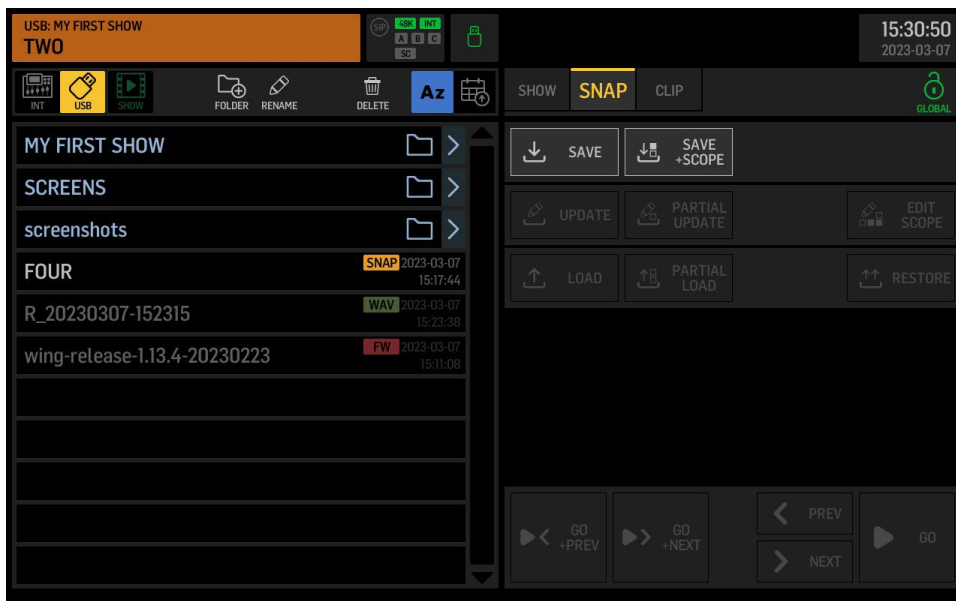 USB: MY FIRST SHOW
TWO
SIP
48K INT
A B C
SC
15:30:50
2023-03-07
INT
USB
SHOW
FOLDER
RENAME
DELETE
Az
SHOW
SNAP
CLIP
GLOBAL
MY FIRST SHOW
SCREENS
screenshots
FOUR
SNAP 2023-03-07
15:17:44
R_20230307-152315
WAV 2023-03-07
15:23:38
wing-release-1.13.4-20230223
FW 2023-03-07
15:11:08
SAVE
SAVE
+SCOPE
UPDATE
PARTIAL
UPDATE
EDIT
SCOPE
LOAD
PARTIAL
LOAD
RESTORE
GO
+PREV
GO
+NEXT
PREV
NEXT
GO